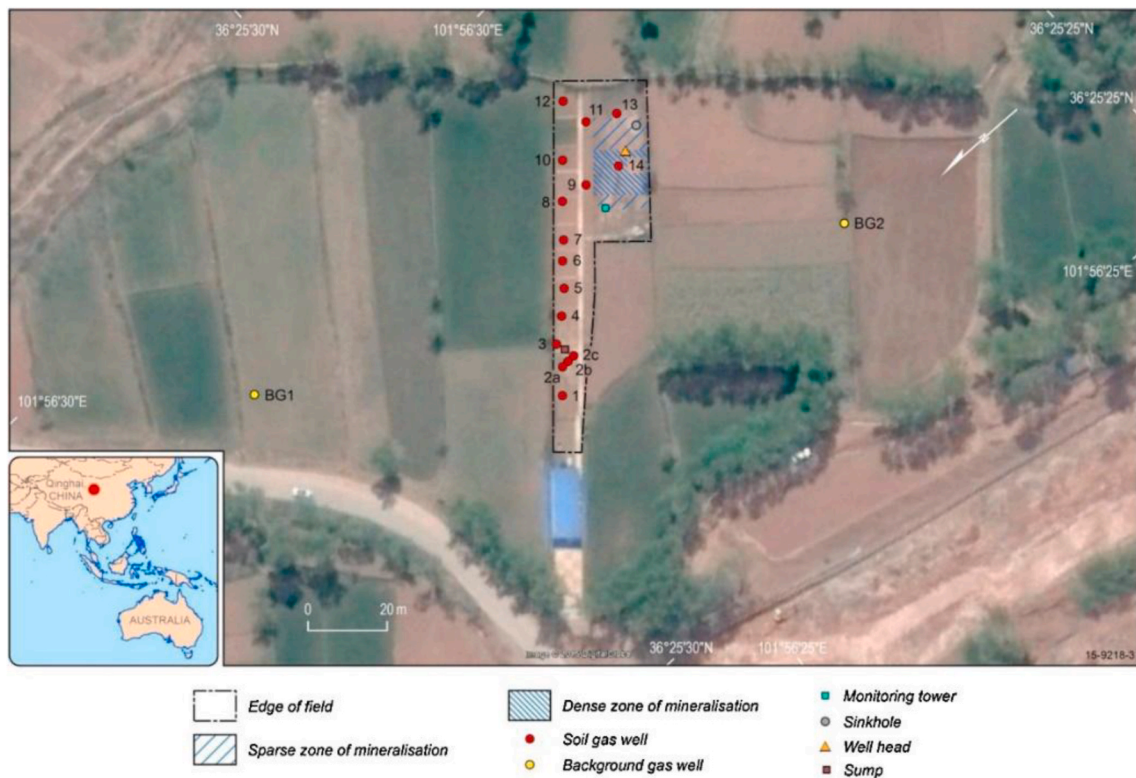 36°25'30"N
101°56'30"E
36°25'25"N
36°25'25"N
12
11
13
10
14
9
8
BG2
7
6
101°56'25"E
5
4
3
2c
2b
2a
1
BG1
101°56'30"E
Qinghai
CHINA
AUSTRALIA
0 20 m
36°25'30"N
101°56'25"E
15-9218-3
Edge of field
Sparse zone of mineralisation
Dense zone of mineralisation
Soil gas well
Background gas well
Monitoring tower
Sinkhole
Well head
Sump